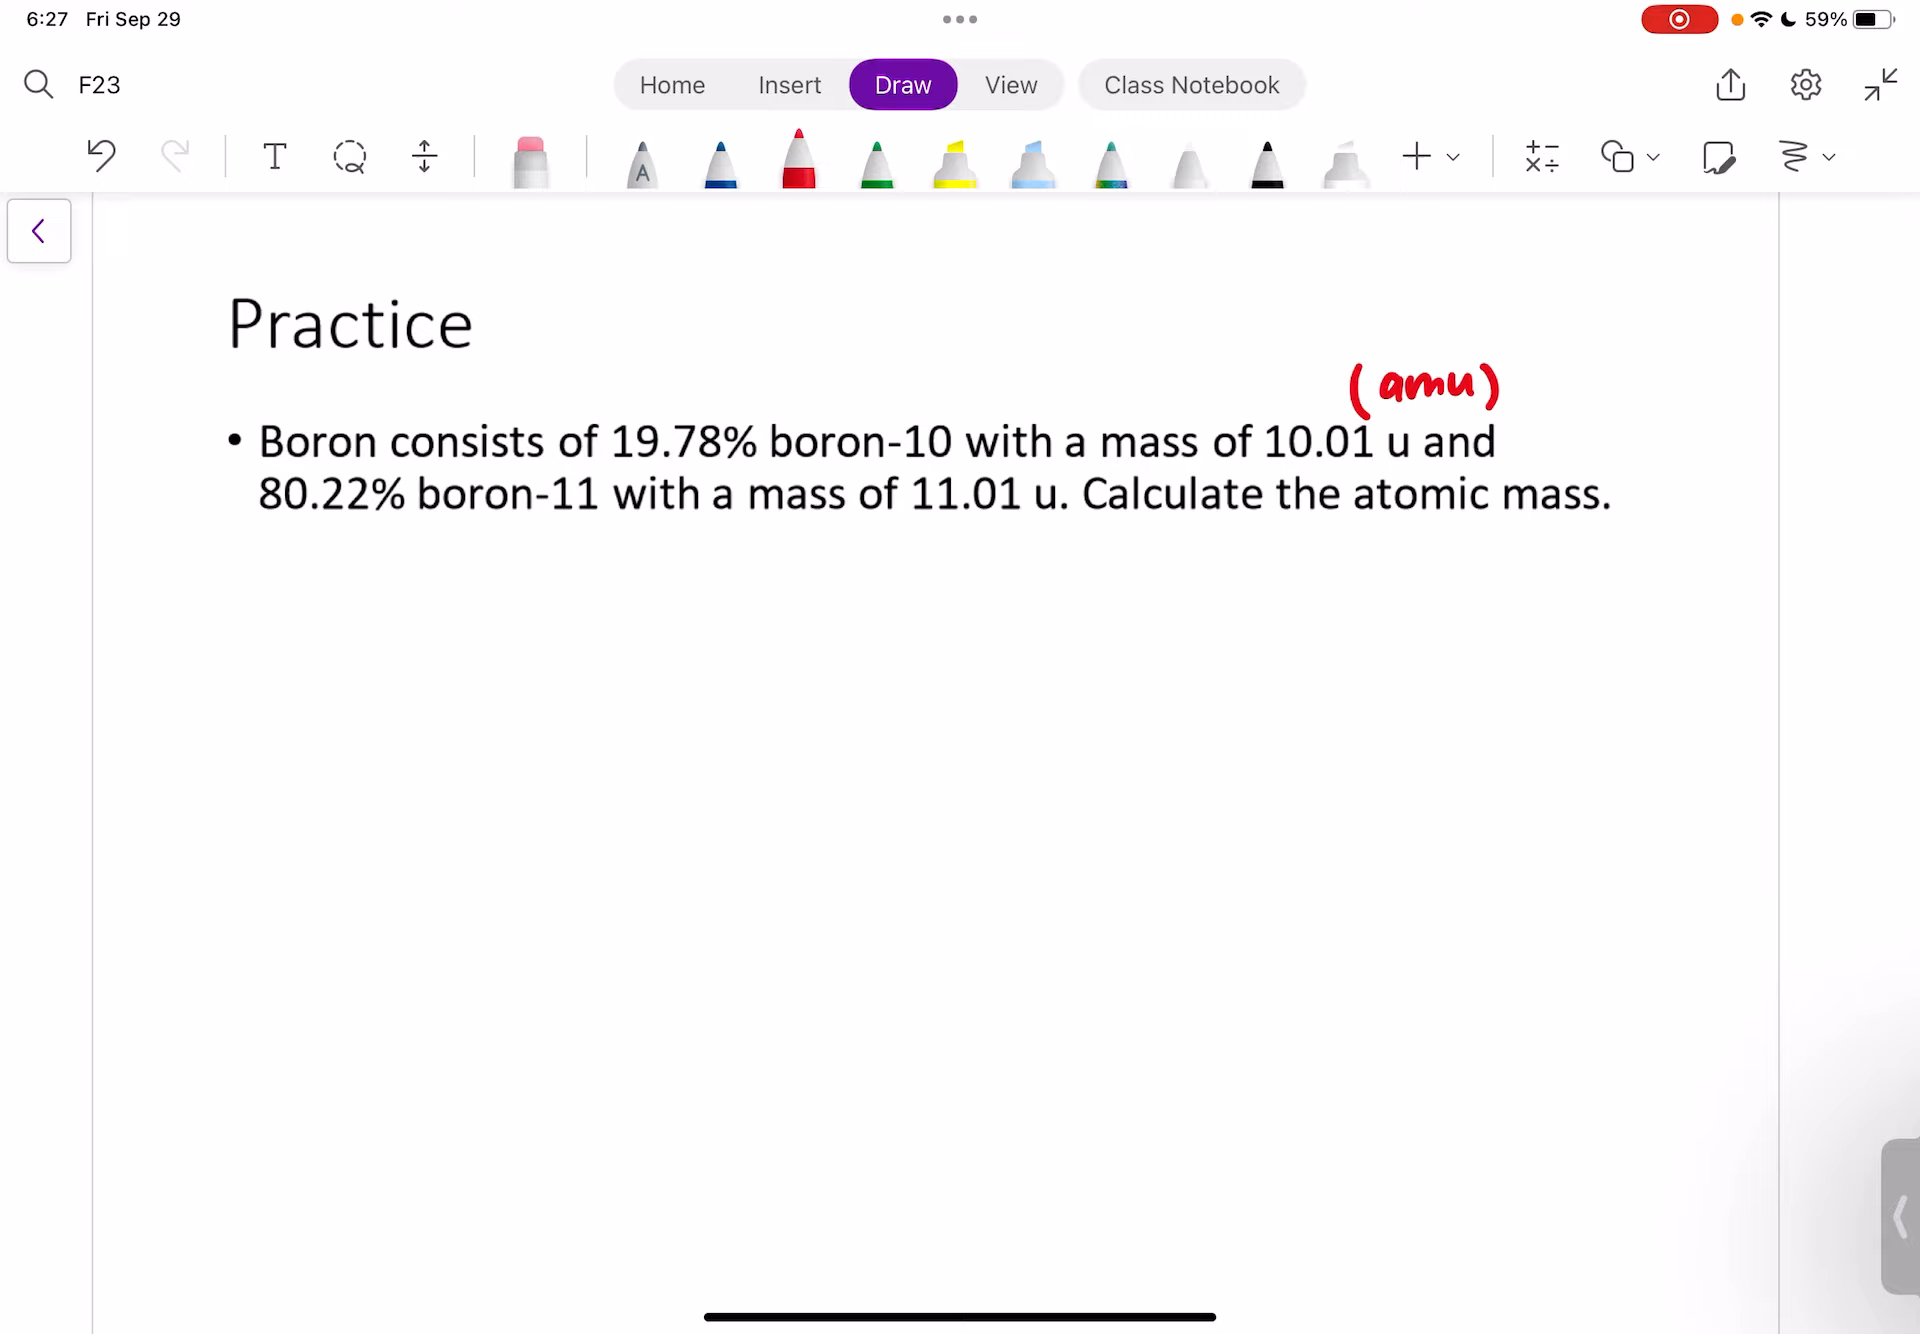 6:27 Fri Sep 29
59%
F23
Home Insert Draw View Class Notebook
T
A
Practice
(amu)
• Boron consists of 19.78% boron-10 with a mass of 10.01 u and
80.22% boron-11 with a mass of 11.01 u. Calculate the atomic mass.